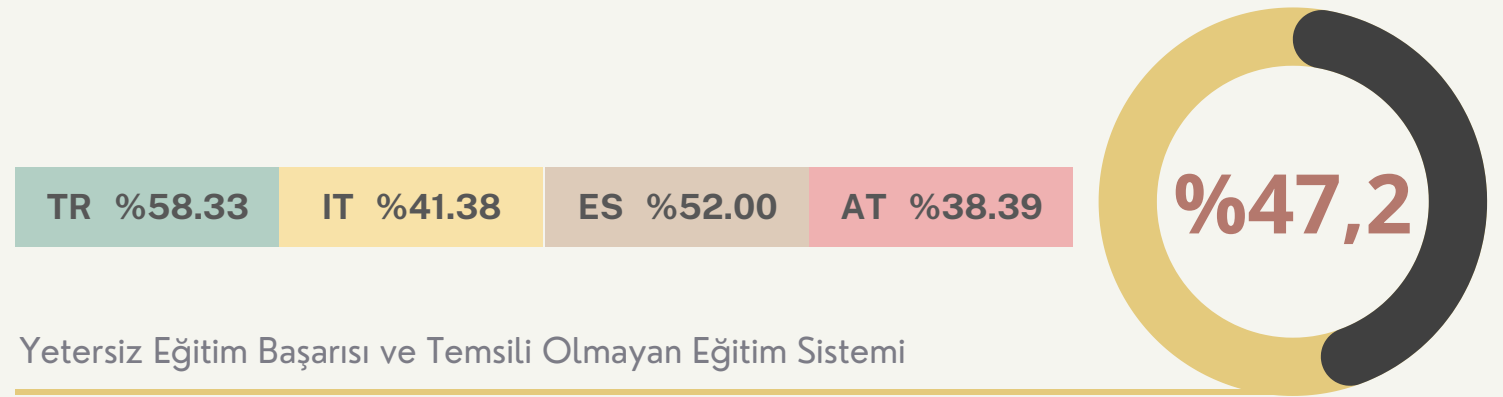 TR %58.33 IT %41.38 ES %52.00 AT %38.39
%47,2
Yetersiz Eğitim Başarısı ve Temsili Olmayan Eğitim Sistemi